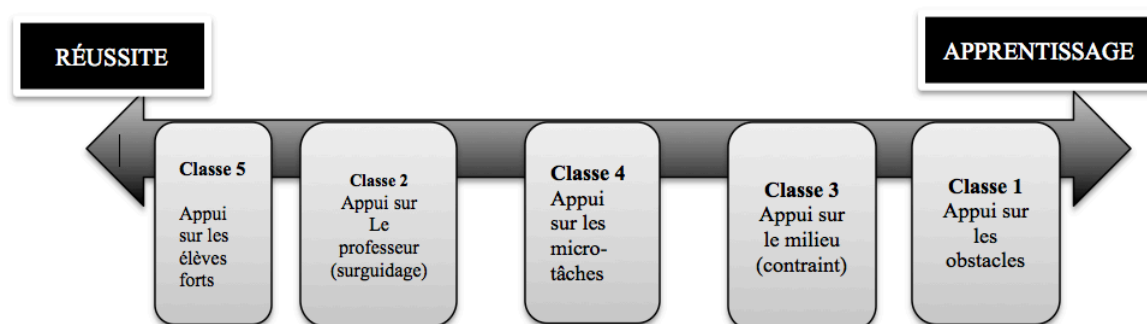 RÉUSSITE
APPRENTISSAGE
Classe 5
Appui
sur les
élèves
forts
Classe 2
Appui sur
Le
professeur
(surguidage)
Classe 4
Appui
sur les
micro-
tâches
Classe 3
Appui sur
le milieu
(contraint)
Classe 1
Appui sur
les
obstacles